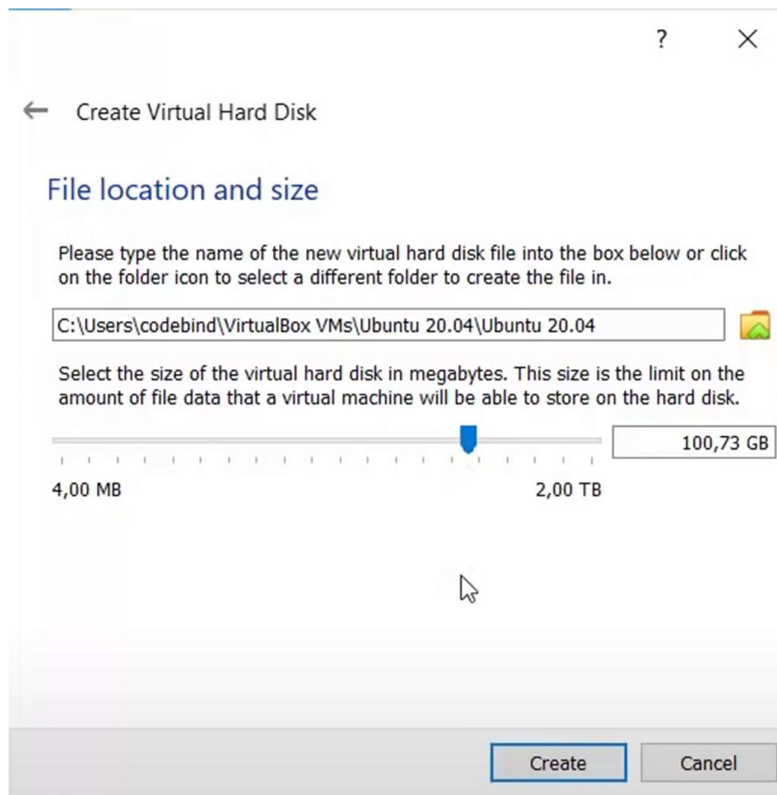 ?
Create Virtual Hard Disk
File location and size
Please type the name of the new virtual hard disk file into the box below or click
on the folder icon to select a different folder to create the file in.
C:\Users\codebind\VirtualBox VMs\Ubuntu 20.04\Ubuntu 20.04
Select the size of the virtual hard disk in megabytes. This size is the limit on the
amount of file data that a virtual machine will be able to store on the hard disk.
100,73 GB
4,00 MB 2,00 TB
Create Cancel